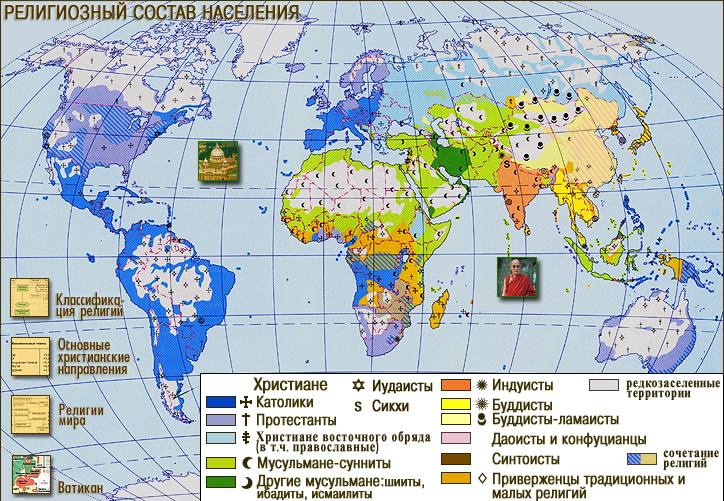 РЕЛИГИОЗНЫЙ СОСТАВ НАСЕЛЕНИЯ
Классифика-
ция религий
Основные
христианские
направления
Религии
мира
Ватикан
Христиане
Католики
Протестанты
Христиане восточного обряда
(в т.ч. православные)
Мусульмане-сунниты
Другие мусульмане: шииты,
ибадиты, исмаилиты
Иудаисты
S Сикхи
Индуисты
Буддисты
Буддисты-ламаисты
Даоисты и конфуцианцы
Синтоисты
Приверженцы традиционных и
малых религий
редкозаселенные
территории
сочетание
религий